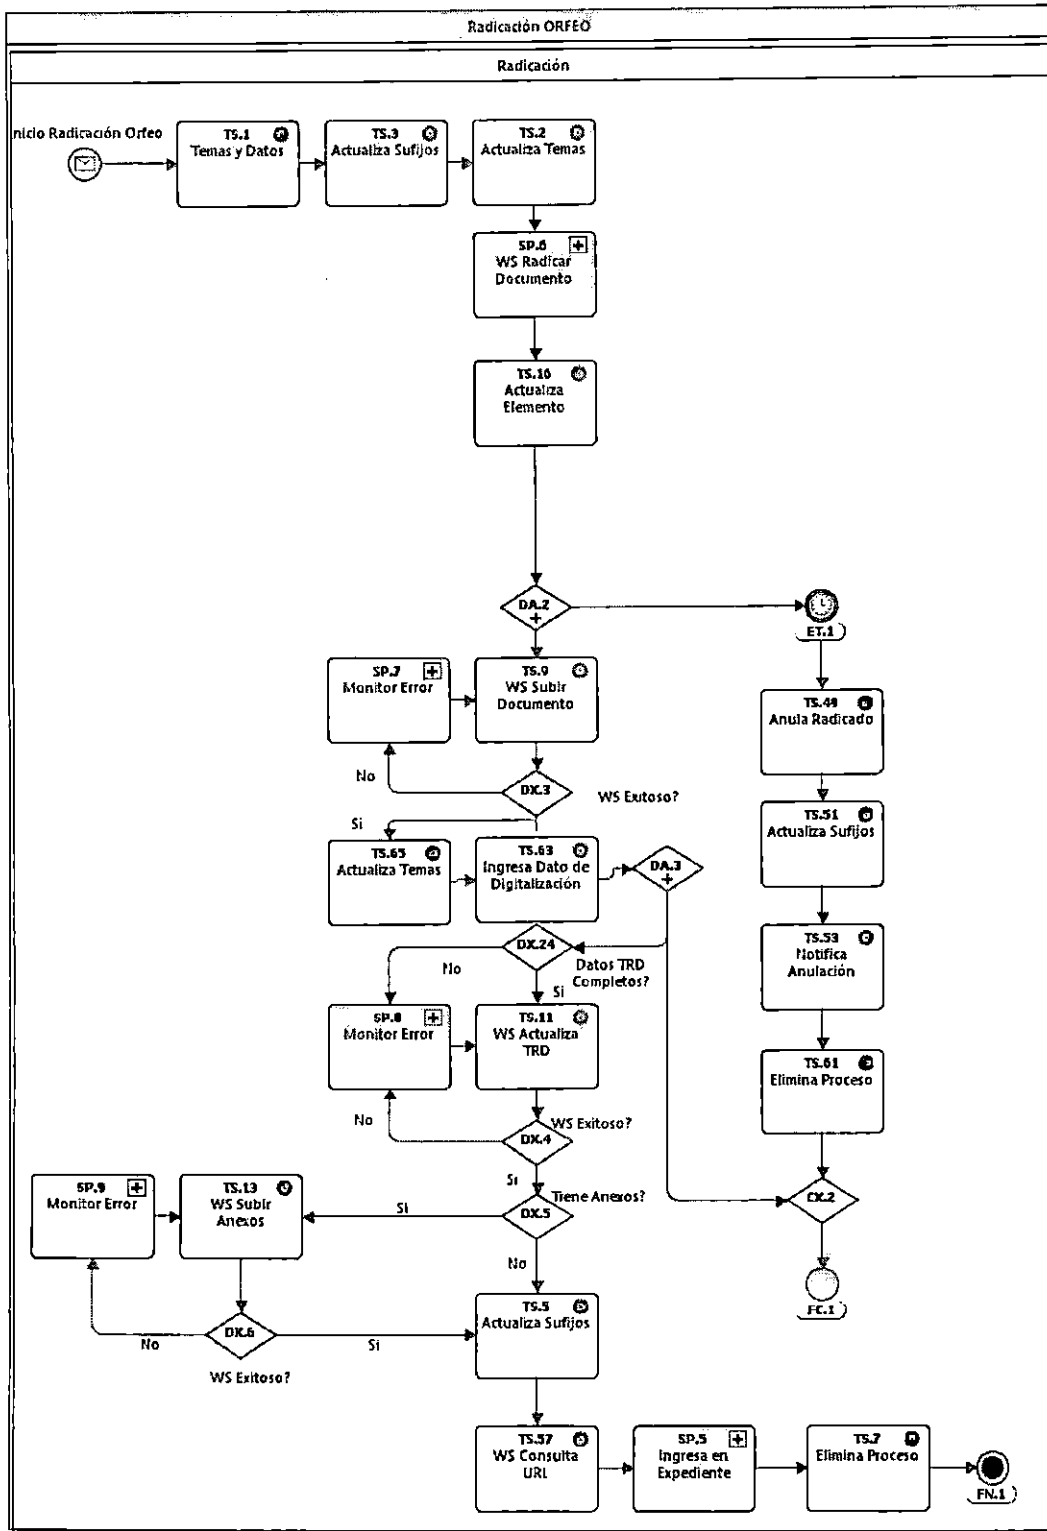 Radicación ORFEO
Radicación
nicio Radicación Orfeo
TS.1
Temas y Datos
TS.3
Actualiza Sufijos
TS.2
Actualiza Temas
SP.6
WS Radicar
Documento
TS.10
Actualiza
Elemento
DA.2
ET.1
SP.7
Monitor Error
TS.9
WS Subir
Documento
TS.49
Anula Radicado
No
DX.3
WS Exitoso?
Si
TS.51
Actualiza Sufijos
TS.65
Actualiza Temas
TS.63
Ingresa Dato de
Digitalización
DA.3
TS.53
Notifica
Anulación
No
DX.24
Datos TRD
Completos?
Si
SP.8
Monitor Error
TS.11
WS Actualiza
TRD
TS.61
Elimina Proceso
No
DX.4
WS Exitoso?
Si
SP.9
Monitor Error
TS.13
WS Subir
Anexos
Si
DX.5
Tiene Anexos?
CX.2
No
FC.1
TS.5
Actualiza Sufijos
No
DX.6
Si
WS Exitoso?
TS.57
WS Consulta
URL
SP.5
Ingresa en
Expediente
TS.7
Elimina Proceso
FN.1